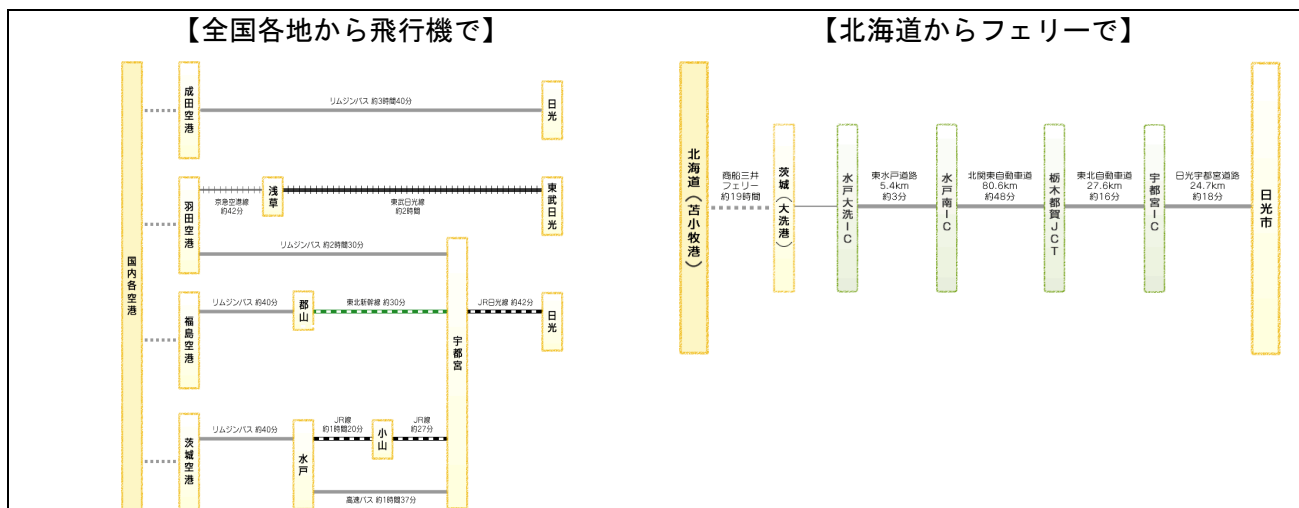 【全国各地から飛行機で】
国内各空港
成田空港
リムジンバス 約3時間40分
日光
羽田空港
京急空港線
約42分
浅草
東武日光線
約2時間
東武日光
リムジンバス 約2時間30分
福島空港
リムジンバス 約40分
郡山
東北新幹線 約30分
宇都宮
JR日光線 約42分
日光
茨城空港
リムジンバス 約40分
水戸
JR線
約1時間20分
小山
JR線
約27分
高速バス 約1時間37分
【北海道からフェリーで】
北海道(苫小牧港)
商船三井
フェリー
約19時間
茨城(大洗港)
水戸大洗IC
東水戸道路
5.4km
約3分
水戸南IC
北関東自動車道
80.6km
約48分
栃木都賀JCT
東北自動車道
27.6km
約16分
宇都宮IC
日光宇都宮道路
24.7km
約18分
日光市